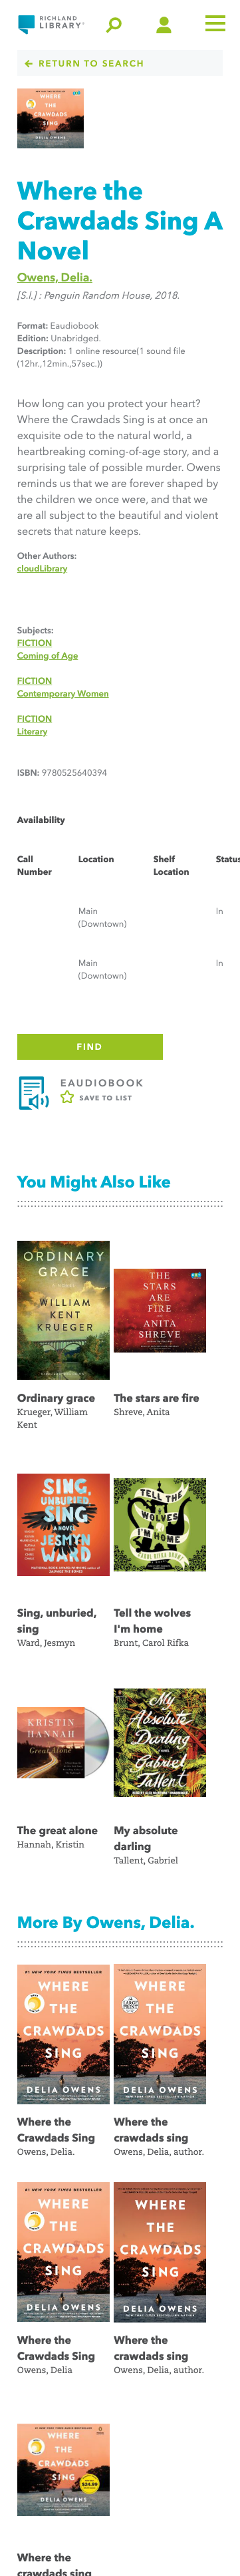 RICHLAND
LIBRARY
RETURN TO SEARCH
WHERE
THE
CRAWDADS
SING
DELIA OWENS
Where the
Crawdads Sing A
Novel
Owens, Delia.
[S.l.] : Penguin Random House, 2018.
Format: Eaudiobook
Edition: Unabridged.
Description: 1 online resource(1 sound file
(12hr.,12min.,57sec.))
How long can you protect your heart?
Where the Crawdads Sing is at once an
exquisite ode to the natural world, a
heartbreaking coming-of-age story, and a
surprising tale of possible murder. Owens
reminds us that we are forever shaped by
the children we once were, and that we
are all subject to the beautiful and violent
secrets that nature keeps.
Other Authors:
cloudLibrary
Subjects:
FICTION
Coming of Age
FICTION
Contemporary Women
FICTION
Literary
ISBN: 9780525640394
Availability
Call Number Location Shelf Location Status
Main (Downtown) In
Main (Downtown) In
FIND
EAUDIOBOOK
SAVE TO LIST
You Might Also Like
ORDINARY
GRACE
WILLIAM
KENT
KRUEGER
THE
STARS
ARE
FIRE
ANITA
SHREVE
Ordinary grace
Krueger, William
Kent
The stars are fire
Shreve, Anita
SING,
UNBURIED,
SING
A NOVEL
JESMYN
WARD
TELL THE
WOLVES
I'M HOME
CAROL RIFKA BRUNT
Sing, unburied,
sing
Ward, Jesmyn
Tell the wolves
I'm home
Brunt, Carol Rifka
KRISTIN
HANNAH
The Great Alone
My
Absolute
Darling
Gabriel
Tallent
The great alone
Hannah, Kristin
My absolute
darling
Tallent, Gabriel
More By Owens, Delia.
#1 NEW YORK TIMES BESTSELLER
WHERE
THE
CRAWDADS
SING
DELIA OWENS
WHERE
THE
CRAWDADS
SING
LARGE
PRINT
DELIA OWENS
Where the
Crawdads Sing
Owens, Delia.
Where the
crawdads sing
Owens, Delia, author.
#1 NEW YORK TIMES BESTSELLER
WHERE
THE
CRAWDADS
SING
DELIA OWENS
WHERE
THE
CRAWDADS
SING
DELIA OWENS
Where the
Crawdads Sing
Owens, Delia
Where the
crawdads sing
Owens, Delia, author.
WHERE
THE
CRAWDADS
SING
DELIA OWENS
Where the
crawdads sing